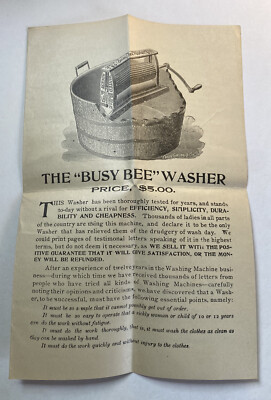 THE "BUSY BEE" WASHER
PRICE, $5.00.
THIS Washer has been thoroughly tested for years, and stands
to-day without a rival for EFFICIENCY, SIMPLICITY, DURA-
BILITY AND CHEAPNESS. Thousands of ladies in all parts
of the country are using this machine, and declare it to be the only
Washer that has relieved them of the drudgery of wash day. We
could print pages of testimonial letters speaking of it in the highest
terms, but do not deem it necessary, as WE SELL IT WITH THE POS-
ITIVE GUARANTEE THAT IT WILL GIVE SATISFACTION, OR THE MON-
EY WILL BE REFUNDED.
After an experience of twelve years in the Washing Machine busi-
ness—during which time we have received thousands of letters from
people who have tried all kinds of Washing Machines—carefully
noting their opinions and criticisms, we have discovered that a Wash-
er, to be successful, must have the following essential points, namely:
It must be so simple that it cannot possibly get out of order.
It must be so easy to operate that a weakly woman or child of 10 or 12 years
can do the work without fatigue.
It must do the work thoroughly, that is, it must wash the clothes as clean as
they can be washed by hand.
It must do the work quickly and without injury to the clothes.